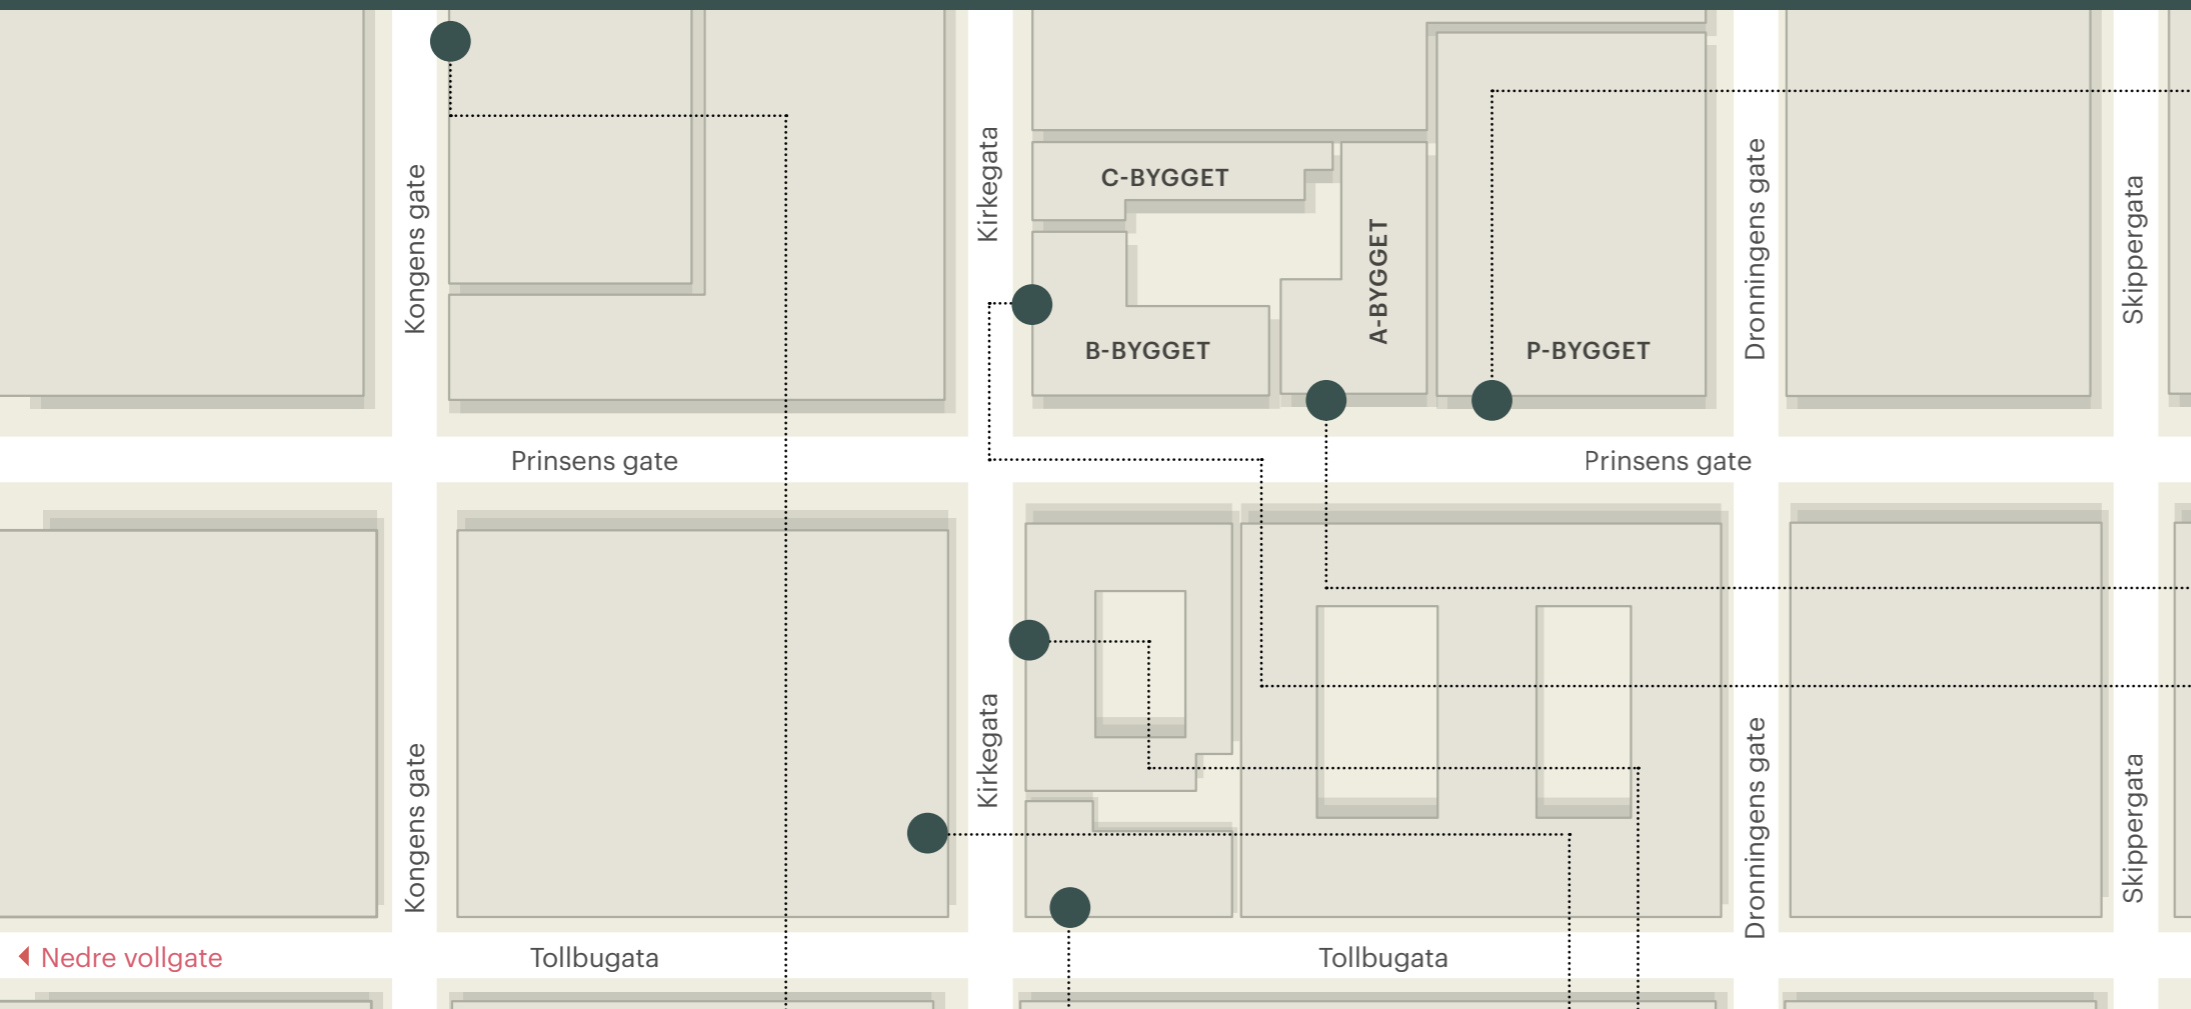 Kongens gate
Kirkegata
C-BYGGET
A-BYGGET
B-BYGGET
P-BYGGET
Dronningens gate
Skippergata
Prinsens gate
Prinsens gate
Kongens gate
Kirkegata
Dronningens gate
Skippergata
Nedre vollgate
Tollbugata
Tollbugata